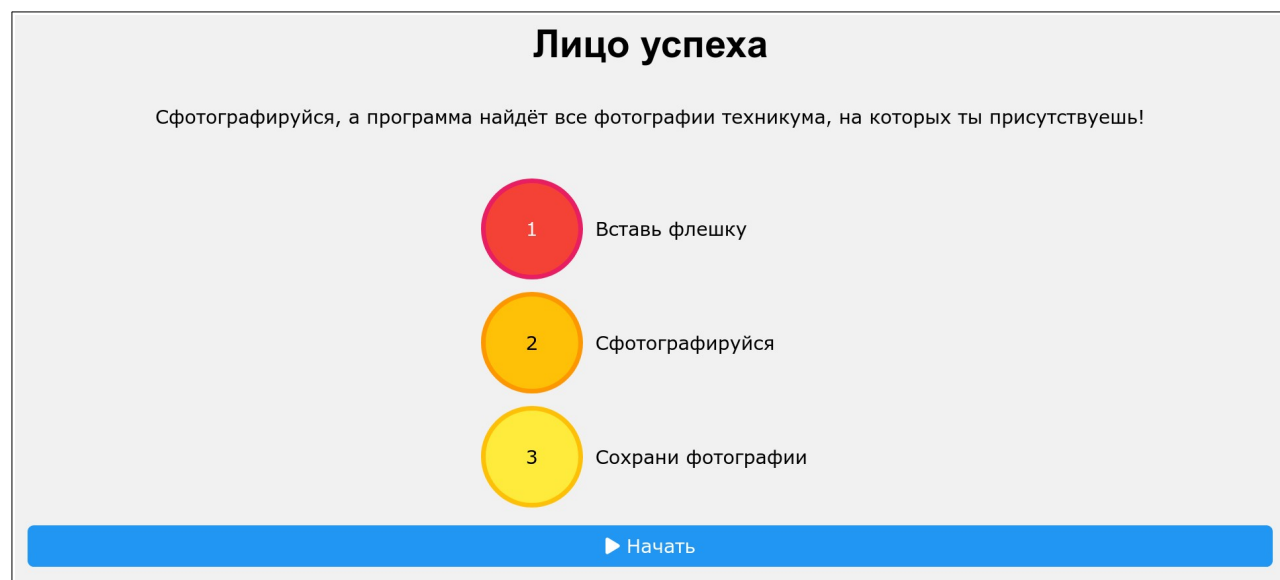 Лицо успеха
Сфотографируйся, а программа найдёт все фотографии техникума, на которых ты присутствуешь!
1 Вставь флешку
2 Сфотографируйся
3 Сохрани фотографии
Начать